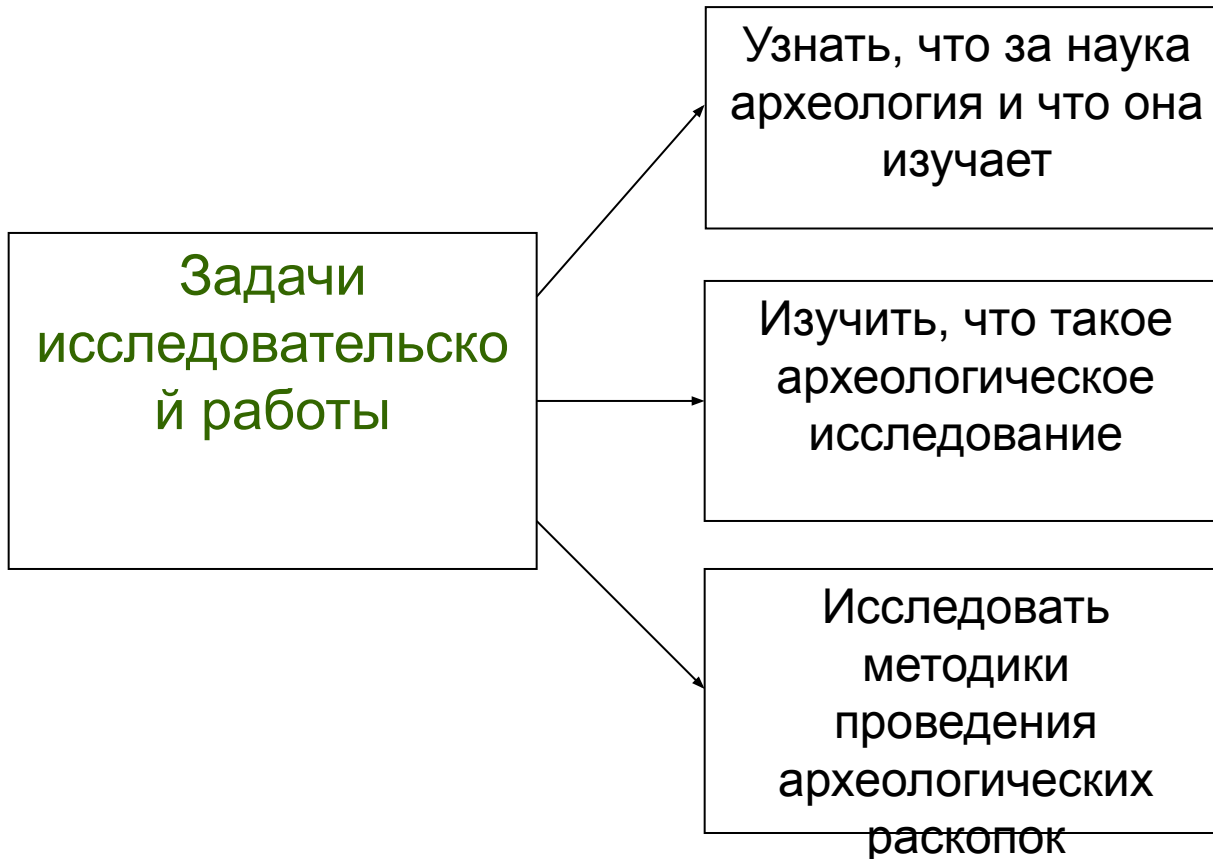 Задачи
исследовательско
й работы
Узнать, что за наука
археология и что она
изучает
Изучить, что такое
археологическое
исследование
Исследовать
методики
проведения
археологических
раскопок